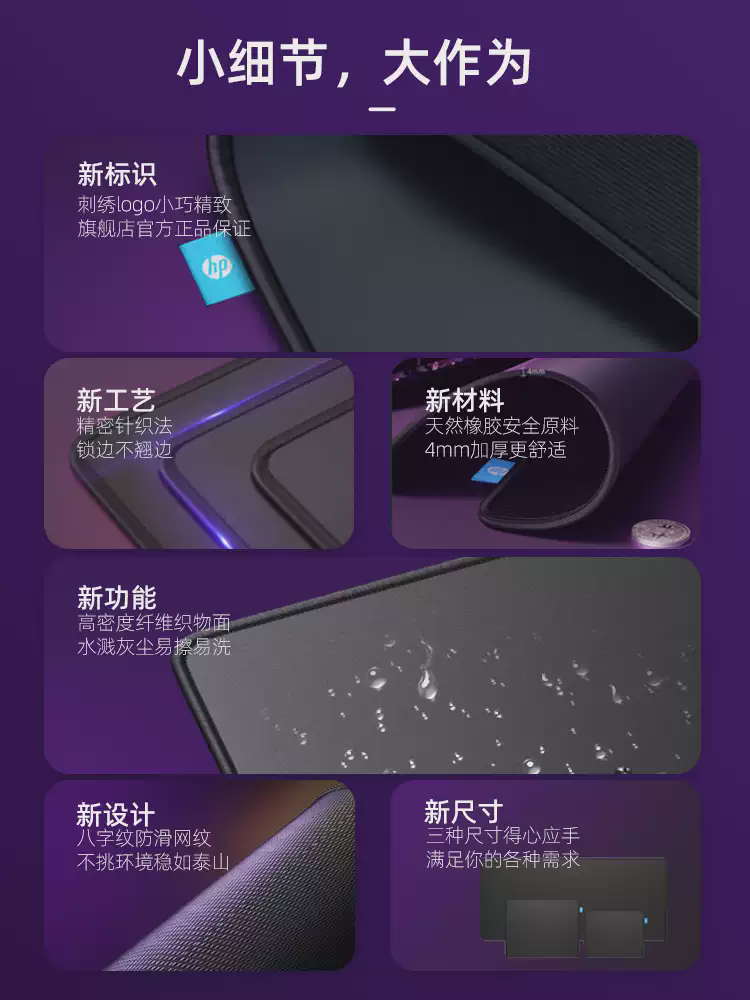 小细节，大作为
新标识
刺绣logo小巧精致
旗舰店官方正品保证
hp
新工艺
精密针织法
锁边不翘边
新材料
天然橡胶安全原料
4mm加厚更舒适
4mm
hp
新功能
高密度纤维织物面
水溅灰尘易擦易洗
新设计
八字纹防滑网纹
不挑环境稳如泰山
新尺寸
三种尺寸得心应手
满足你的各种需求